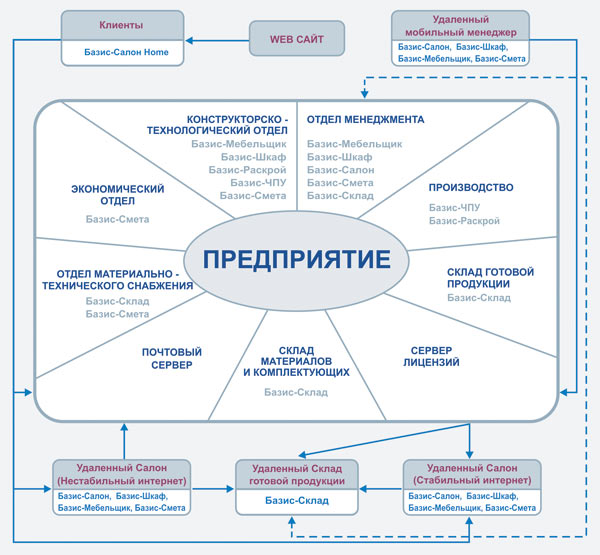 Клиенты
Базис-Салон Home
WEB САЙТ
Удаленный
мобильный менеджер
Базис-Салон, Базис-Шкаф,
Базис-Мебельщик, Базис-Смета
КОНСТРУКТОРСКО -
ТЕХНОЛОГИЧЕСКИЙ ОТДЕЛ
Базис-Мебельщик
Базис-Шкаф
Базис-Раскрой
Базис-ЧПУ
Базис-Смета
ОТДЕЛ МЕНЕДЖМЕНТА
Базис-Мебельщик
Базис-Шкаф
Базис-Салон
Базис-Смета
Базис-Склад
ЭКОНОМИЧЕСКИЙ
ОТДЕЛ
Базис-Смета
ПРОИЗВОДСТВО
Базис-ЧПУ
Базис-Раскрой
ПРЕДПРИЯТИЕ
ОТДЕЛ МАТЕРИАЛЬНО -
ТЕХНИЧЕСКОГО СНАБЖЕНИЯ
Базис-Склад
Базис-Смета
СКЛАД ГОТОВОЙ
ПРОДУКЦИИ
Базис-Склад
ПОЧТОВЫЙ
СЕРВЕР
СКЛАД
МАТЕРИАЛОВ
И КОМПЛЕКТУЮЩИХ
Базис-Склад
СЕРВЕР
ЛИЦЕНЗИЙ
Удаленный Салон
(Нестабильный интернет)
Базис-Салон, Базис-Шкаф,
Базис-Мебельщик, Базис-Смета
Удаленный Склад
готовой продукции
Базис-Склад
Удаленный Салон
(Стабильный интернет)
Базис-Салон, Базис-Шкаф,
Базис-Мебельщик, Базис-Смета